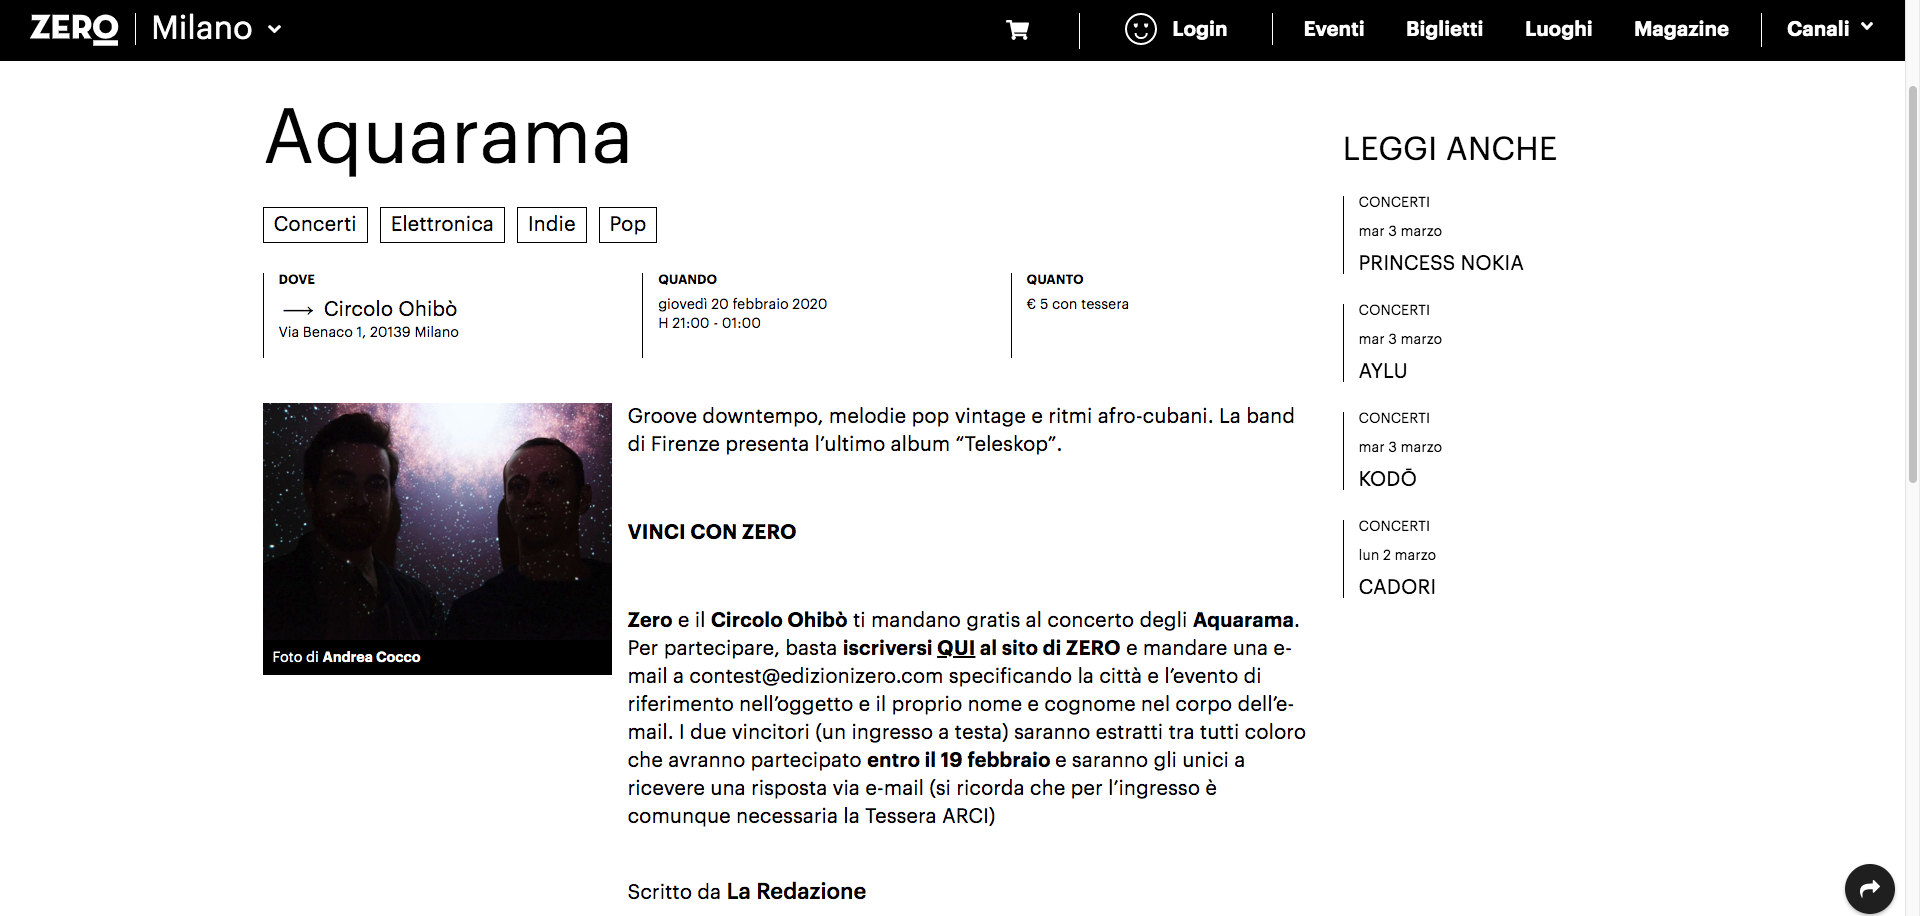 ZERO
Milano
Login
Eventi
Biglietti
Luoghi
Magazine
Canali
Aquarama
Concerti
Elettronica
Indie
Pop
DOVE
⟶ Circolo Ohibò
Via Benaco 1, 20139 Milano
QUANDO
giovedì 20 febbraio 2020
H 21:00 - 01:00
QUANTO
€ 5 con tessera
Foto di Andrea Cocco
Groove downtempo, melodie pop vintage e ritmi afro-cubani. La band
di Firenze presenta l’ultimo album “Teleskop”.
VINCI CON ZERO
Zero e il Circolo Ohibò ti mandano gratis al concerto degli Aquarama.
Per partecipare, basta iscriversi QUI al sito di ZERO e mandare una e-
mail a contest@edizionizero.com specificando la città e l’evento di
riferimento nell’oggetto e il proprio nome e cognome nel corpo dell’e-
mail. I due vincitori (un ingresso a testa) saranno estratti tra tutti coloro
che avranno partecipato entro il 19 febbraio e saranno gli unici a
ricevere una risposta via e-mail (si ricorda che per l’ingresso è
comunque necessaria la Tessera ARCI)
Scritto da La Redazione
LEGGI ANCHE
CONCERTI
mar 3 marzo
PRINCESS NOKIA
CONCERTI
mar 3 marzo
AYLU
CONCERTI
mar 3 marzo
KODŌ
CONCERTI
lun 2 marzo
CADORI